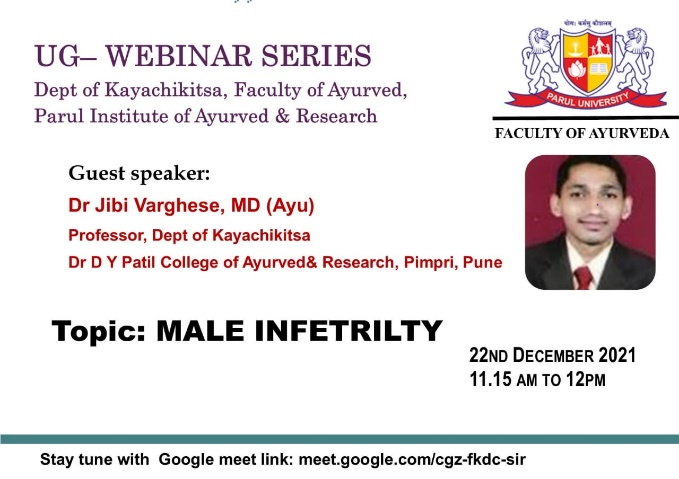 UG– WEBINAR SERIES
Dept of Kayachikitsa, Faculty of Ayurved,
Parul Institute of Ayurved & Research
योगः कर्मसु कौशलम्
PARUL UNIVERSITY
FACULTY OF AYURVEDA
Guest speaker:
Dr Jibi Varghese, MD (Ayu)
Professor, Dept of Kayachikitsa
Dr D Y Patil College of Ayurved& Research, Pimpri, Pune
Topic: MALE INFETRILTY
22ND DECEMBER 2021
11.15 AM TO 12PM
Stay tune with Google meet link: meet.google.com/cgz-fkdc-sir